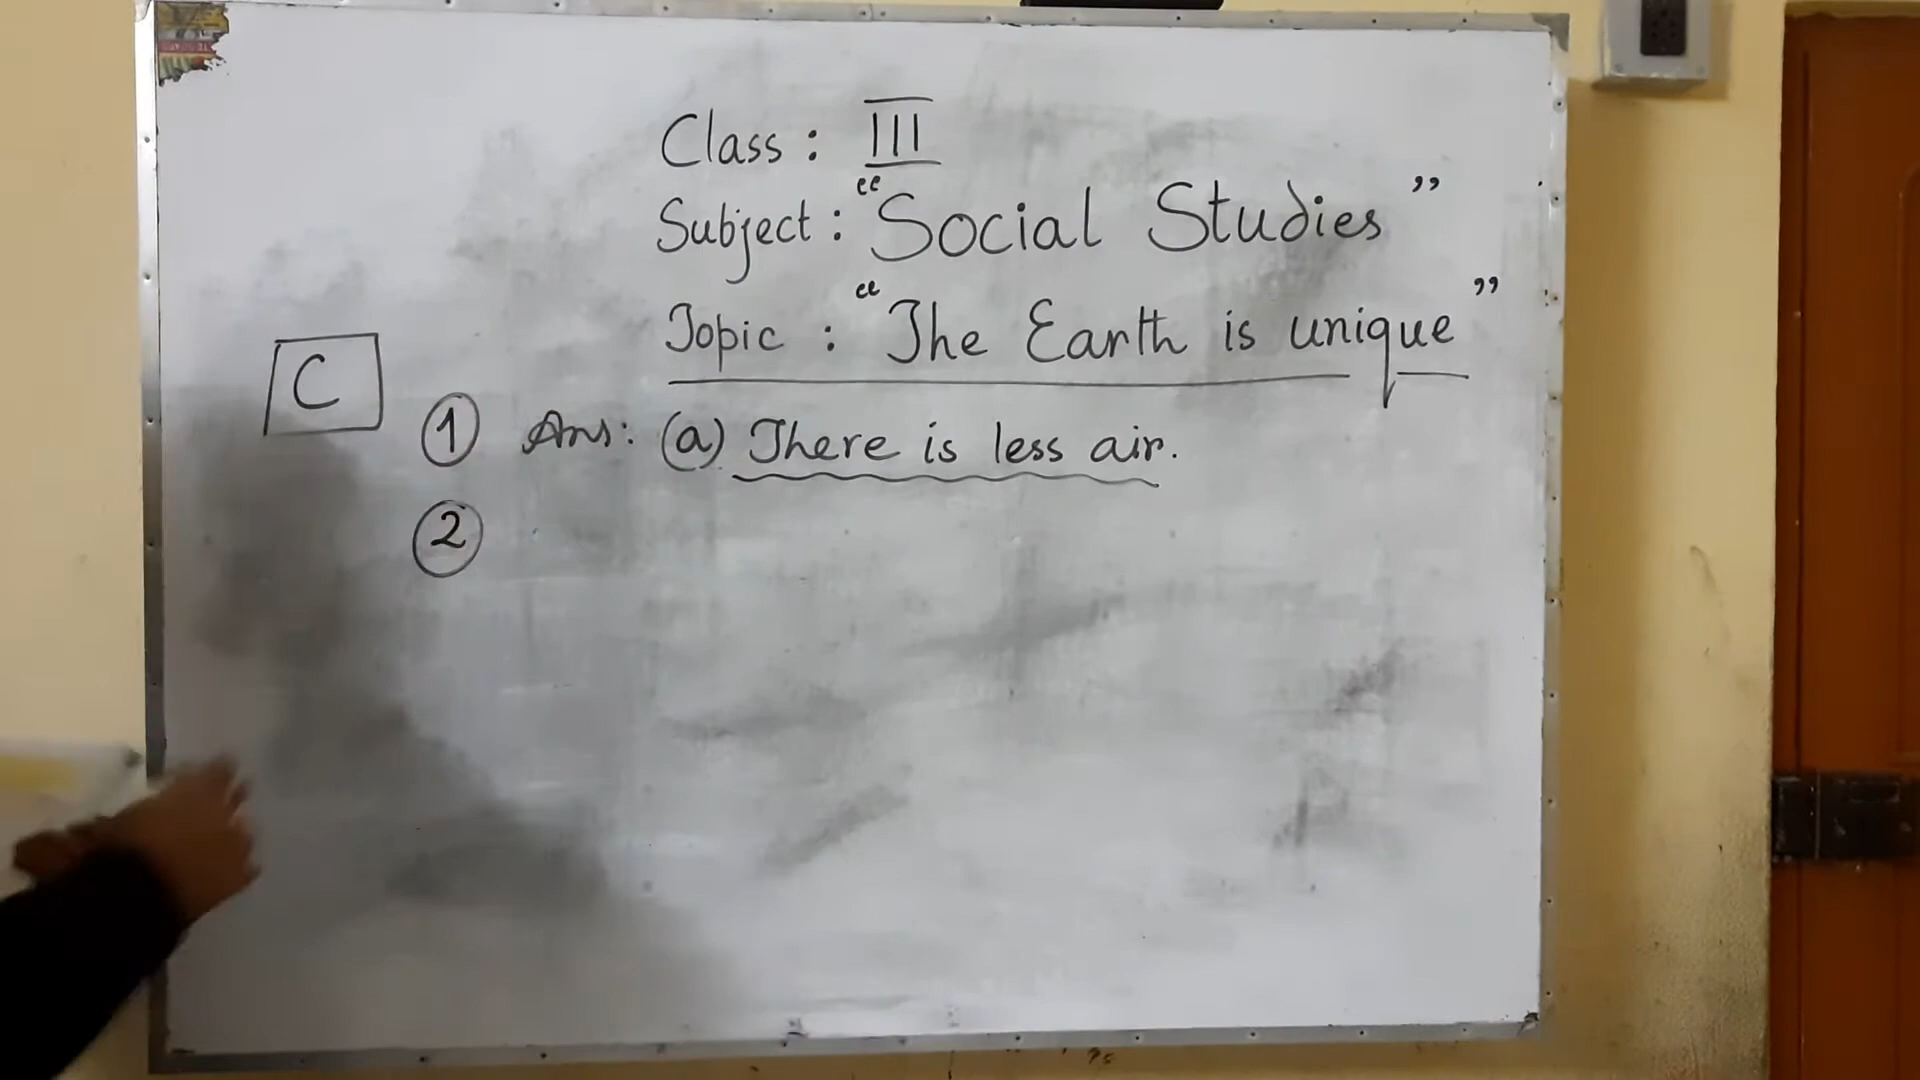 Class : III
Subject : "Social Studies"
Topic : "The Earth is unique"
C
1 Ans: (a) There is less air.
2